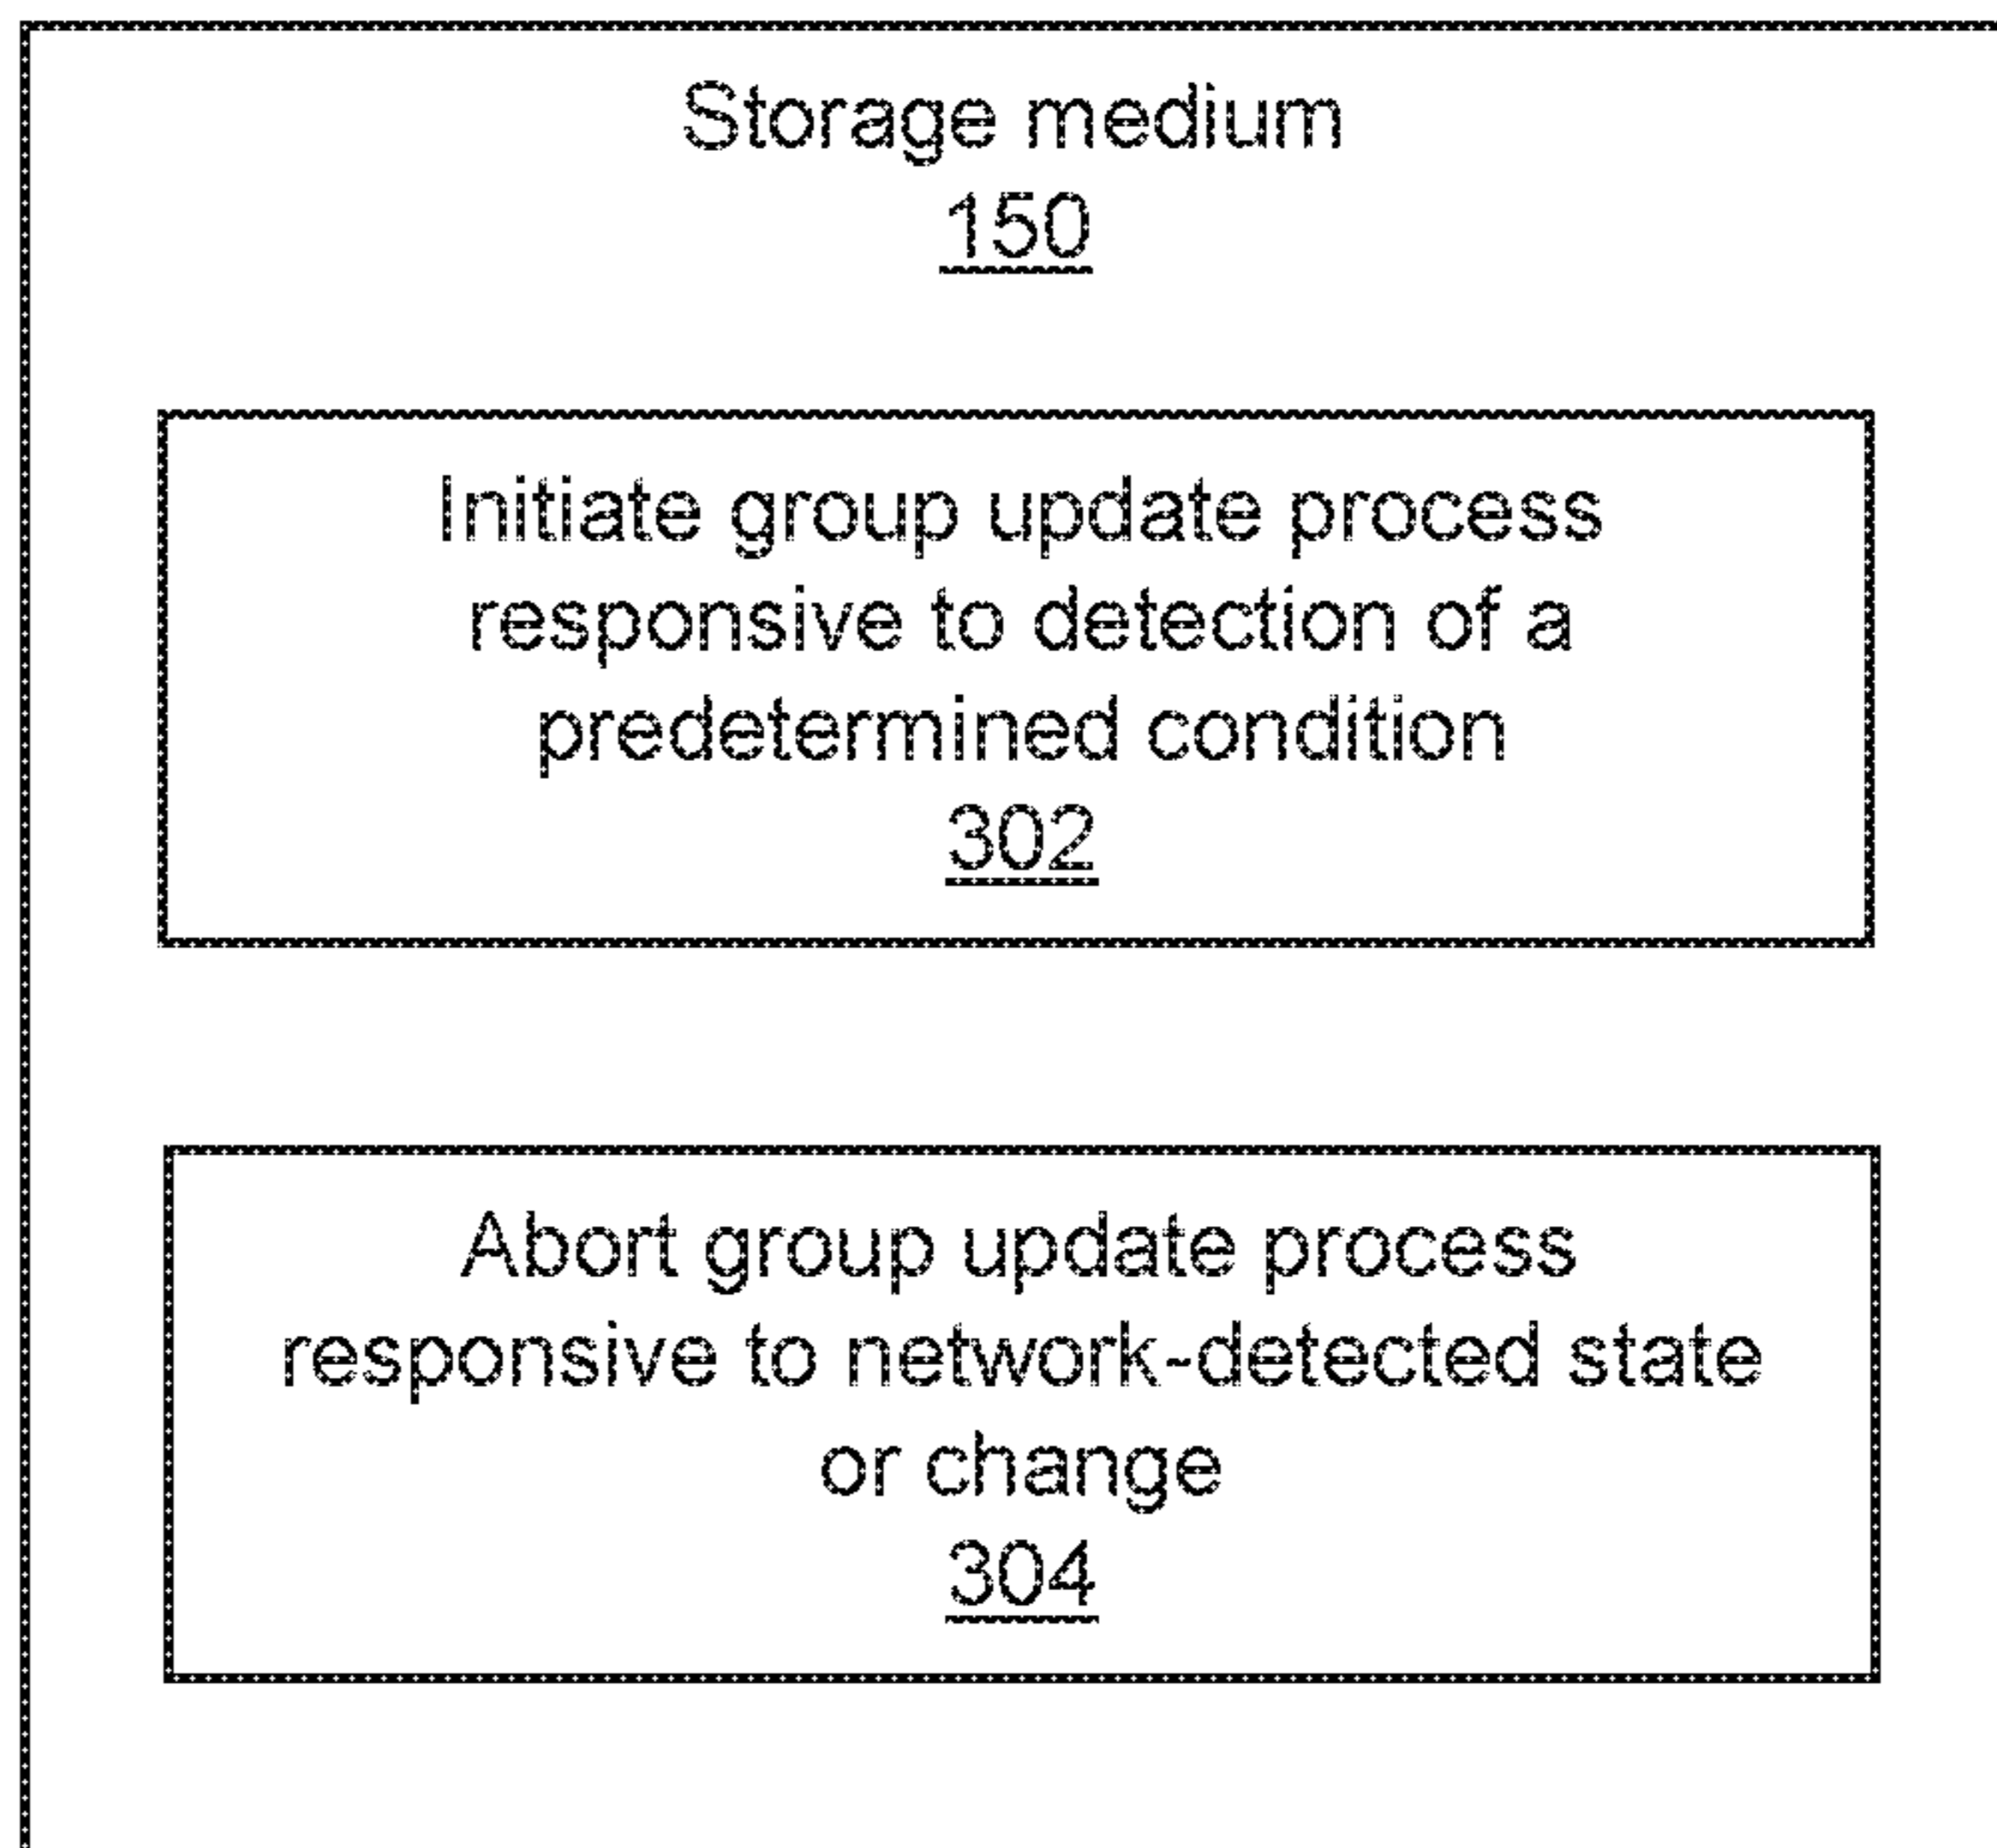 Storage medium
150
Initiate group update process
responsive to detection of a
predetermined condition
302
Abort group update process
responsive to network-detected state
or change
304